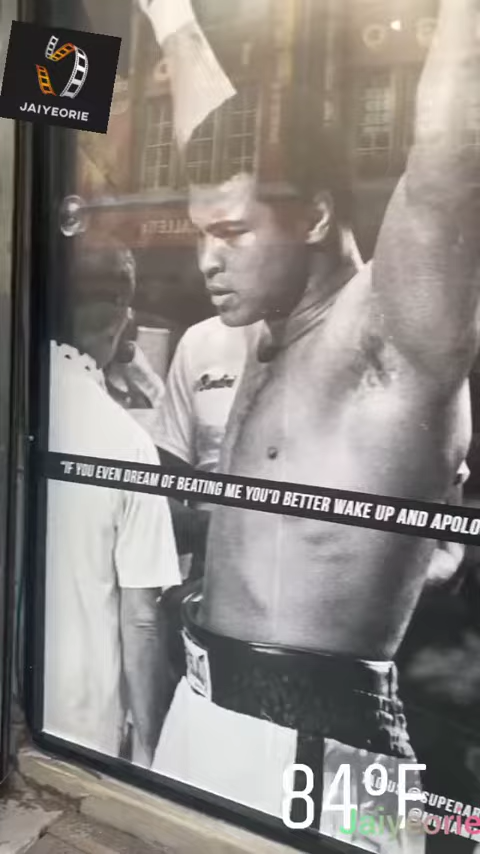 JAIYEORIE
"IF YOU EVEN DREAM OF BEATING ME YOU'D BETTER WAKE UP AND APOLO
84°F
Jaiyeorie